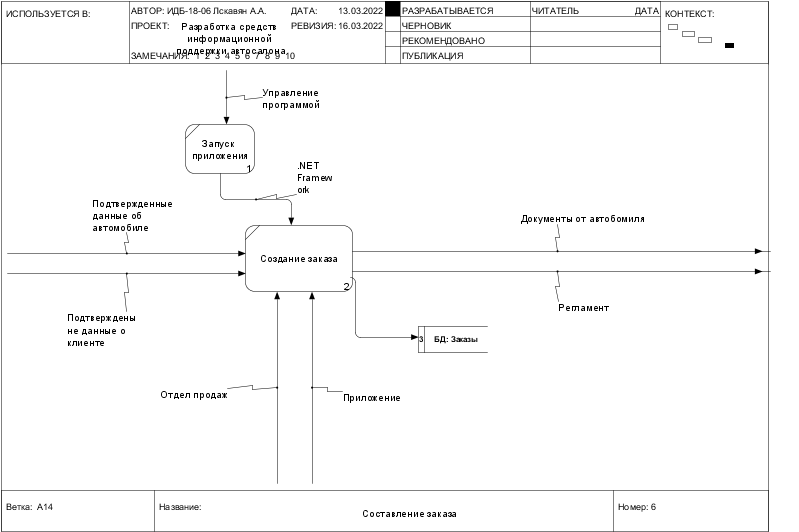 ИСПОЛЬЗУЕТСЯ В:
АВТОР: ИДБ-18-06 Лскавян А.А.
ДАТА: 13.03.2022
ПРОЕКТ: Разработка средств
информационной
поддержки автосалона
РЕВИЗИЯ: 16.03.2022
ЗАМЕЧАНИЯ: 1 2 3 4 5 6 7 8 9 10
РАЗРАБАТЫВАЕТСЯ
ЧЕРНОВИК
РЕКОМЕНДОВАНО
ПУБЛИКАЦИЯ
ЧИТАТЕЛЬ ДАТА
КОНТЕКСТ:
Управление
программой
Запуск
приложения
1
.NET
Framew
ork
Подтвержденные
данные об
автомобиле
Документы от автобомиля
Создание заказа
2
Подтверждены
не данные о
клиенте
Регламент
3 БД: Заказы
Отдел продаж
Приложение
Ветка: А14
Название:
Составление заказа
Номер: 6